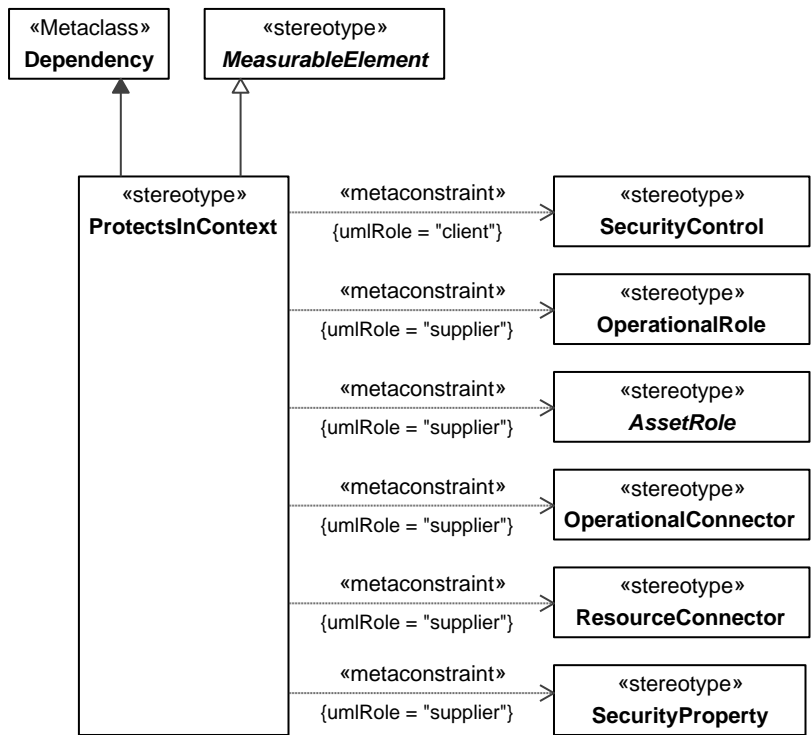 «Metaclass»
Dependency
«stereotype»
MeasurableElement
«stereotype»
ProtectsInContext
«metaconstraint»
{umlRole = "client"}
«stereotype»
SecurityControl
«metaconstraint»
{umlRole = "supplier"}
«stereotype»
OperationalRole
«metaconstraint»
{umlRole = "supplier"}
«stereotype»
AssetRole
«metaconstraint»
{umlRole = "supplier"}
«stereotype»
OperationalConnector
«metaconstraint»
{umlRole = "supplier"}
«stereotype»
ResourceConnector
«metaconstraint»
{umlRole = "supplier"}
«stereotype»
SecurityProperty